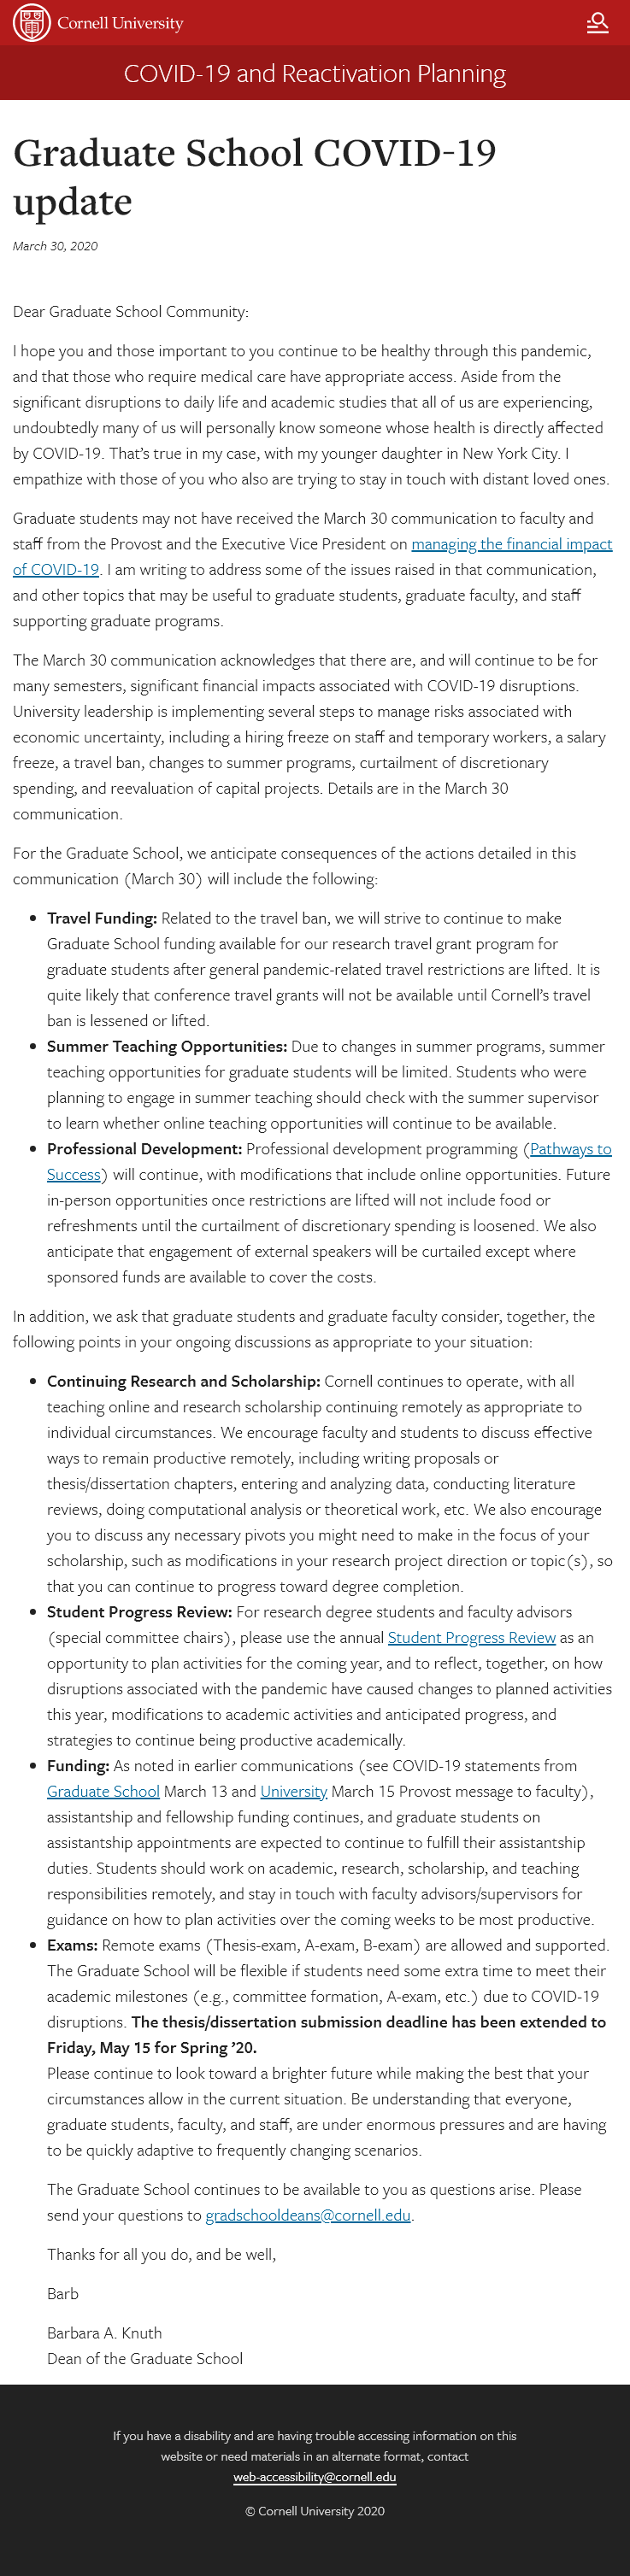 Cornell University
COVID-19 and Reactivation Planning
Graduate School COVID-19
update
March 30, 2020
Dear Graduate School Community:
I hope you and those important to you continue to be healthy through this pandemic,
and that those who require medical care have appropriate access. Aside from the
significant disruptions to daily life and academic studies that all of us are experiencing,
undoubtedly many of us will personally know someone whose health is directly affected
by COVID-19. That’s true in my case, with my younger daughter in New York City. I
empathize with those of you who also are trying to stay in touch with distant loved ones.
Graduate students may not have received the March 30 communication to faculty and
staff from the Provost and the Executive Vice President on managing the financial impact
of COVID-19. I am writing to address some of the issues raised in that communication,
and other topics that may be useful to graduate students, graduate faculty, and staff
supporting graduate programs.
The March 30 communication acknowledges that there are, and will continue to be for
many semesters, significant financial impacts associated with COVID-19 disruptions.
University leadership is implementing several steps to manage risks associated with
economic uncertainty, including a hiring freeze on staff and temporary workers, a salary
freeze, a travel ban, changes to summer programs, curtailment of discretionary
spending, and reevaluation of capital projects. Details are in the March 30
communication.
For the Graduate School, we anticipate consequences of the actions detailed in this
communication (March 30) will include the following:
• Travel Funding: Related to the travel ban, we will strive to continue to make
Graduate School funding available for our research travel grant program for
graduate students after general pandemic-related travel restrictions are lifted. It is
quite likely that conference travel grants will not be available until Cornell’s travel
ban is lessened or lifted.
• Summer Teaching Opportunities: Due to changes in summer programs, summer
teaching opportunities for graduate students will be limited. Students who were
planning to engage in summer teaching should check with the summer supervisor
to learn whether online teaching opportunities will continue to be available.
• Professional Development: Professional development programming (Pathways to
Success) will continue, with modifications that include online opportunities. Future
in-person opportunities once restrictions are lifted will not include food or
refreshments until the curtailment of discretionary spending is loosened. We also
anticipate that engagement of external speakers will be curtailed except where
sponsored funds are available to cover the costs.
In addition, we ask that graduate students and graduate faculty consider, together, the
following points in your ongoing discussions as appropriate to your situation:
• Continuing Research and Scholarship: Cornell continues to operate, with all
teaching online and research scholarship continuing remotely as appropriate to
individual circumstances. We encourage faculty and students to discuss effective
ways to remain productive remotely, including writing proposals or
thesis/dissertation chapters, entering and analyzing data, conducting literature
reviews, doing computational analysis or theoretical work, etc. We also encourage
you to discuss any necessary pivots you might need to make in the focus of your
scholarship, such as modifications in your research project direction or topic(s), so
that you can continue to progress toward degree completion.
• Student Progress Review: For research degree students and faculty advisors
(special committee chairs), please use the annual Student Progress Review as an
opportunity to plan activities for the coming year, and to reflect, together, on how
disruptions associated with the pandemic have caused changes to planned activities
this year, modifications to academic activities and anticipated progress, and
strategies to continue being productive academically.
• Funding: As noted in earlier communications (see COVID-19 statements from
Graduate School March 13 and University March 15 Provost message to faculty),
assistantship and fellowship funding continues, and graduate students on
assistantship appointments are expected to continue to fulfill their assistantship
duties. Students should work on academic, research, scholarship, and teaching
responsibilities remotely, and stay in touch with faculty advisors/supervisors for
guidance on how to plan activities over the coming weeks to be most productive.
• Exams: Remote exams (Thesis-exam, A-exam, B-exam) are allowed and supported.
The Graduate School will be flexible if students need some extra time to meet their
academic milestones (e.g., committee formation, A-exam, etc.) due to COVID-19
disruptions. The thesis/dissertation submission deadline has been extended to
Friday, May 15 for Spring ’20.
Please continue to look toward a brighter future while making the best that your
circumstances allow in the current situation. Be understanding that everyone,
graduate students, faculty, and staff, are under enormous pressures and are having
to be quickly adaptive to frequently changing scenarios.
The Graduate School continues to be available to you as questions arise. Please
send your questions to gradschooldeans@cornell.edu.
Thanks for all you do, and be well,
Barb
Barbara A. Knuth
Dean of the Graduate School
If you have a disability and are having trouble accessing information on this
website or need materials in an alternate format, contact
web-accessibility@cornell.edu
© Cornell University 2020